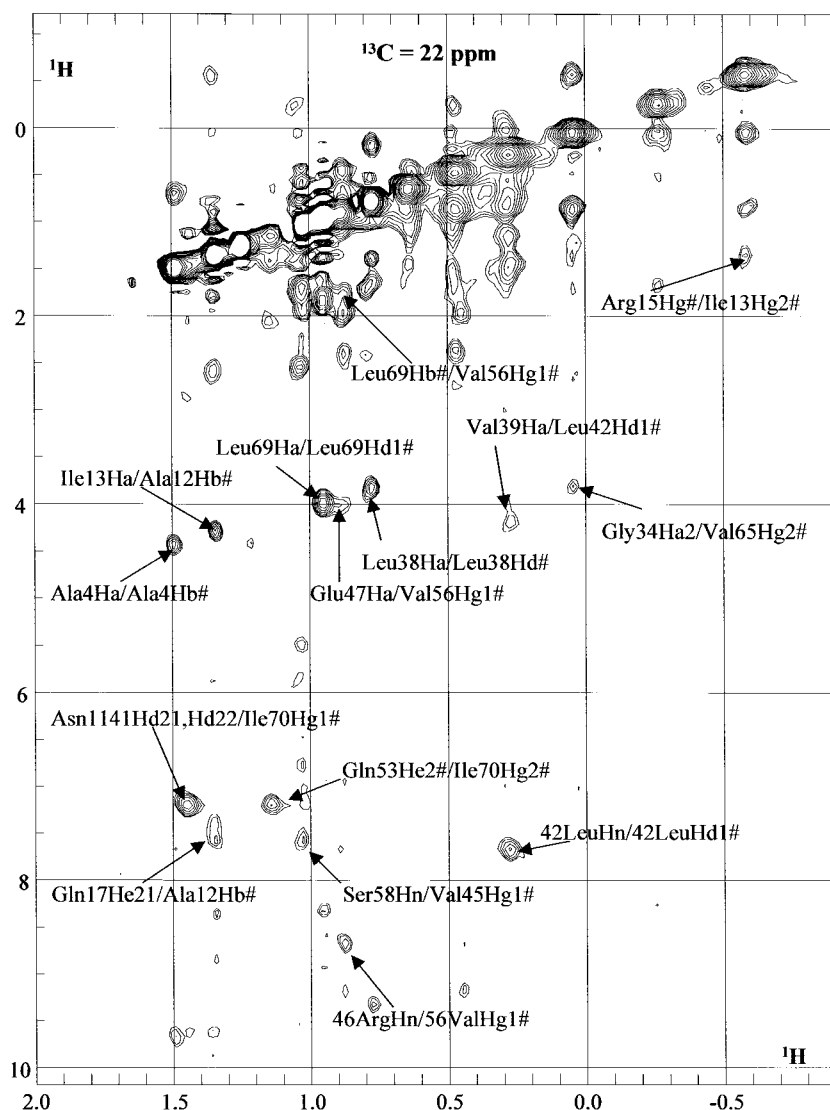 ¹³C = 22 ppm
¹H
0
Arg15Hg#/Ile13Hg2#
2
Leu69Hb#/Val56Hg1#
Val39Ha/Leu42Hd1#
Leu69Ha/Leu69Hd1#
Ile13Ha/Ala12Hb#
4
Gly34Ha2/Val65Hg2#
Leu38Ha/Leu38Hd#
Ala4Ha/Ala4Hb#
Glu47Ha/Val56Hg1#
6
Asn1141Hd21,Hd22/Ile70Hg1#
Gln53He2#/Ile70Hg2#
42LeuHn/42LeuHd1#
8
Gln17He21/Ala12Hb#
Ser58Hn/Val45Hg1#
46ArgHn/56ValHg1#
¹H
10
2.0 1.5 1.0 0.5 0.0 -0.5